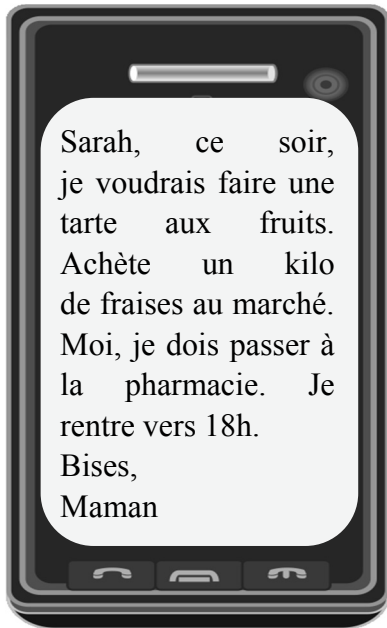 Sarah, ce soir,
je voudrais faire une
tarte aux fruits.
Achète un kilo
de fraises au marché.
Moi, je dois passer à
la pharmacie. Je
rentre vers 18h.
Bises,
Maman